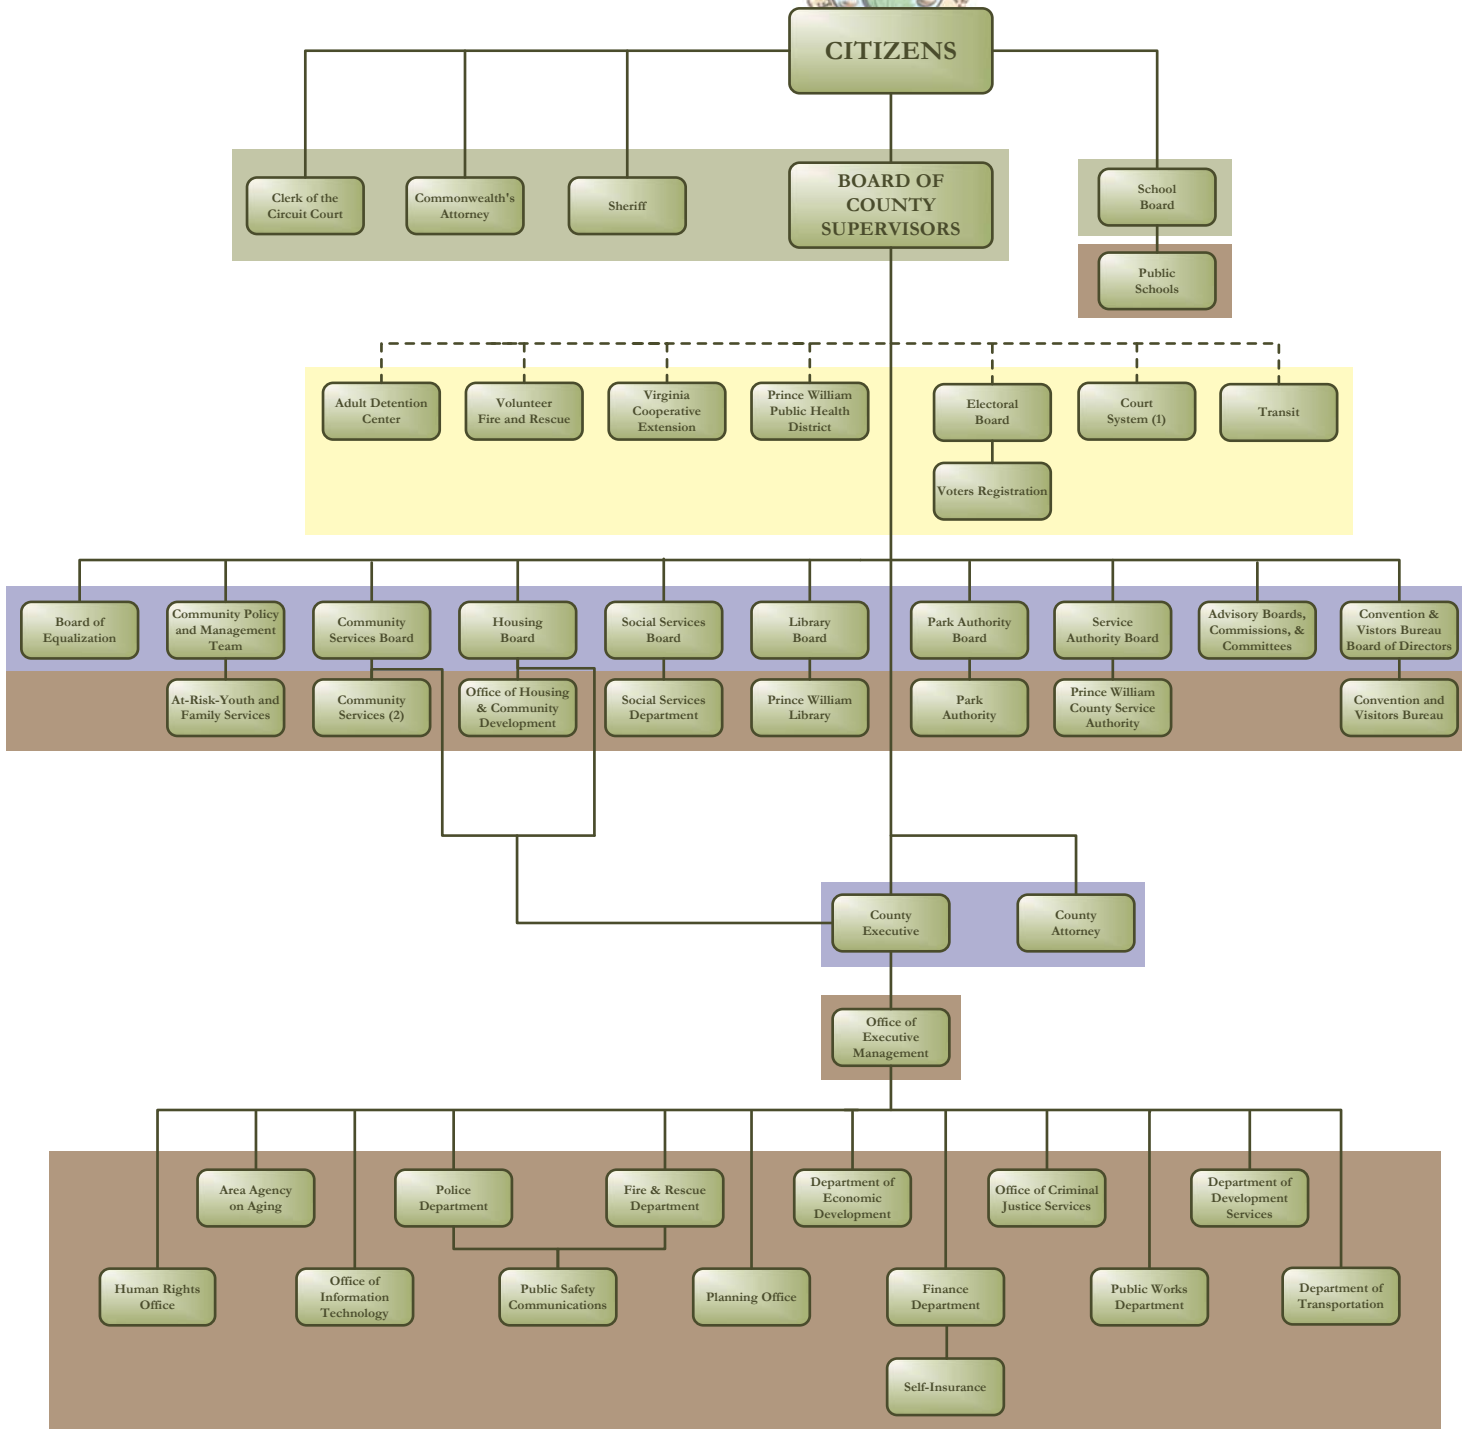 CITIZENS
Clerk of the
Circuit Court
Commonwealth's
Attorney
Sheriff
BOARD OF
COUNTY
SUPERVISORS
School
Board
Public
Schools
Adult Detention
Center
Volunteer
Fire and Rescue
Virginia
Cooperative
Extension
Prince William
Public Health
District
Electoral
Board
Court
System (1)
Transit
Voters Registration
Board of
Equalization
Community Policy
and Management
Team
Community
Services Board
Housing
Board
Social Services
Board
Library
Board
Park Authority
Board
Service
Authority Board
Advisory Boards,
Commissions, &
Committees
Convention &
Vistors Bureau
Board of Directors
At-Risk-Youth and
Family Services
Community
Services (2)
Office of Housing
& Community
Development
Social Services
Department
Prince William
Library
Park
Authority
Prince William
County Service
Authority
Convention and
Visitors Bureau
County
Executive
County
Attorney
Office of
Executive
Management
Area Agency
on Aging
Police
Department
Fire & Rescue
Department
Department of
Economic
Development
Office of Criminal
Justice Services
Department of
Development
Services
Human Rights
Office
Office of
Information
Technology
Public Safety
Communications
Planning Office
Finance
Department
Public Works
Department
Department of
Transportation
Self-Insurance